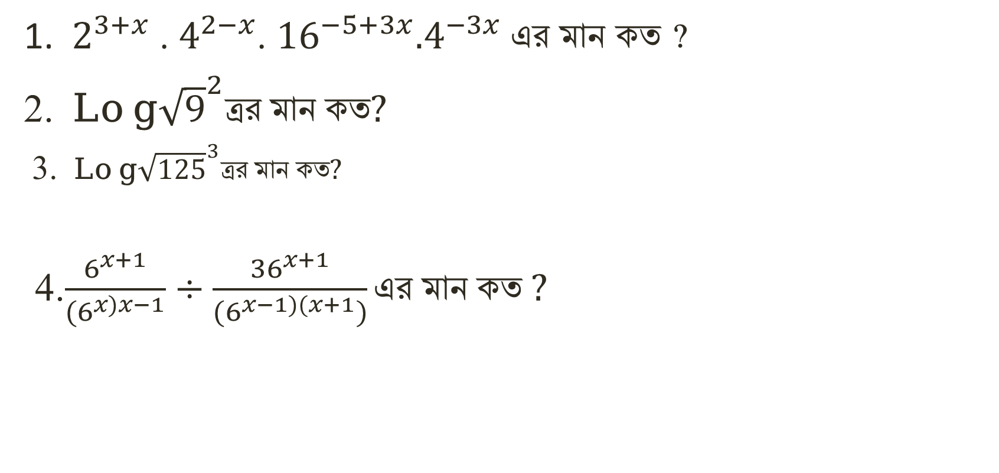 1. 2^{3+x} . 4^{2−x}. 16^{−5+3x}.4^{−3x} এর মান কত ?
2. Lo g√9^2 ত্রর মান কত?
3. Lo g√125^3 ত্রর মান কত?
4. 6^{x+1}/(6^{x)x−1} ÷ 36^{x+1}/(6^{x−1)(x+1}) এর মান কত ?